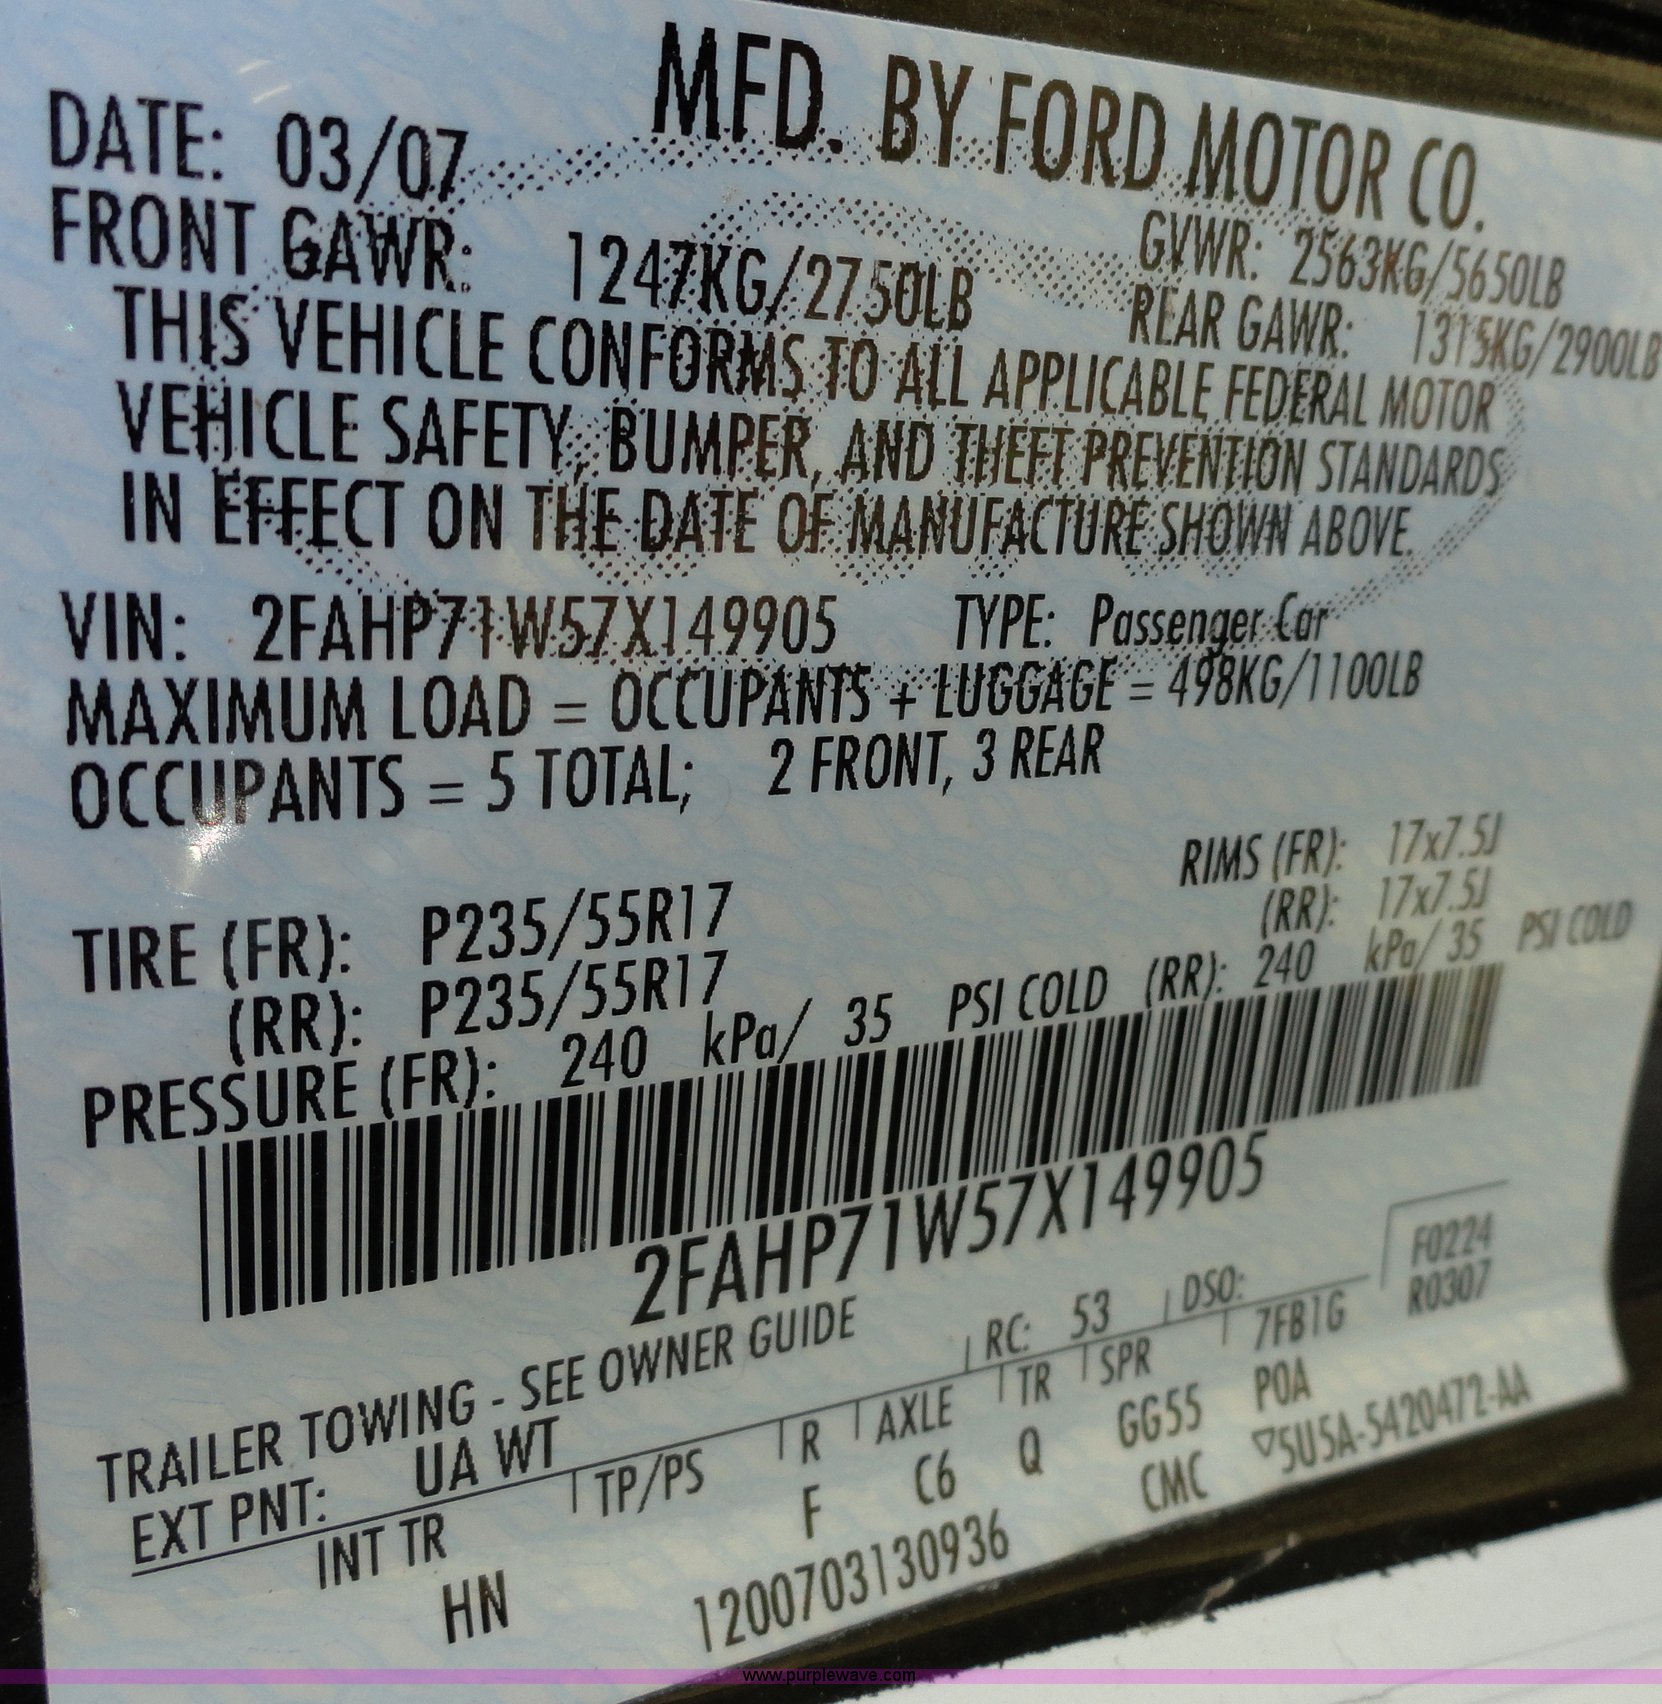 MFD. BY FORD MOTOR CO.
DATE: 03/07 GVWR: 2563KG/5650LB
FRONT GAWR: 1247KG/2750LB REAR GAWR: 1315KG/2900LB
THIS VEHICLE CONFORMS TO ALL APPLICABLE FEDERAL MOTOR
VEHICLE SAFETY, BUMPER, AND THEFT PREVENTION STANDARDS
IN EFFECT ON THE DATE OF MANUFACTURE SHOWN ABOVE.
VIN: 2FAHP71W57X149905 TYPE: Passenger Car
MAXIMUM LOAD = OCCUPANTS + LUGGAGE = 498KG/1100LB
OCCUPANTS = 5 TOTAL; 2 FRONT, 3 REAR
TIRE (FR): P235/55R17 RIMS (FR): 17x7.5J
(RR): P235/55R17 (RR): 17x7.5J
PRESSURE (FR): 240 kPa/ 35 PSI COLD (RR): 240 kPa/ 35 PSI COLD
2FAHP71W57X149905
F0224
R0307
TRAILER TOWING - SEE OWNER GUIDE
EXT PNT: UA WT RC: 53 DSO:
INT TR TP/PS R AXLE TR SPR 7FB1G
HN F C6 Q GG55 POA
1200703130936 CMC ▽5U5A-5420472-AA
www.purplewave.com